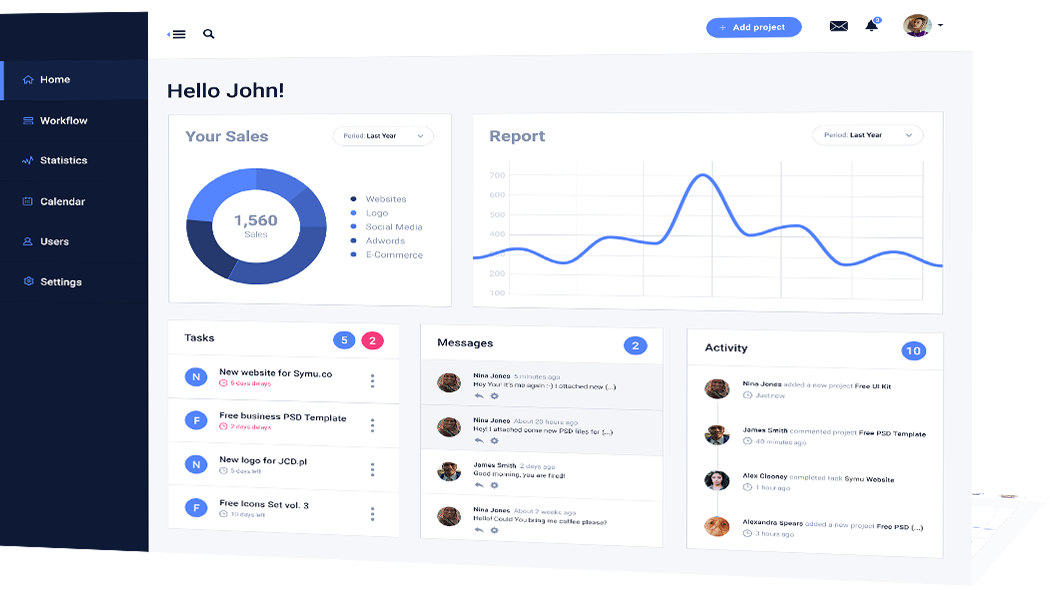 Add project
3
Home
Workflow
Statistics
Calendar
Users
Settings
Hello John!
Your Sales
Period: Last Year
1,560
Sales
Websites
Logo
Social Media
Adwords
E-Commerce
Report
Period: Last Year
700
600
500
400
300
200
100
Tasks
5
2
N
New website for Symu.co
5 days delays
F
Free business PSD Template
2 days delays
N
New logo for JCD.pl
5 days left
F
Free Icons Set vol. 3
10 days left
Messages
2
Nina Jones 5 minutes ago
Hey You! It's me again :-) I attached new (...)
Nina Jones About 20 hours ago
Hey! I attached some new PSD files for (...)
James Smith 2 days ago
Good morning, you are fired!
Nina Jones About 2 weeks ago
Hello! Could You bring me coffee please?
Activity
10
Nina Jones added a new project Free UI Kit
Just now
James Smith commented project Free PSD Template
40 minutes ago
Alex Clooney completed task Symu Website
1 hour ago
Alexandra Spears added a new project Free PSD (...)
3 hours ago